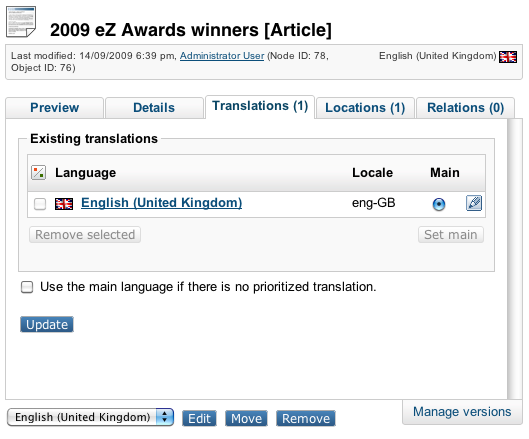 2009 eZ Awards winners [Article]
Last modified: 14/09/2009 6:39 pm, Administrator User (Node ID: 78,
Object ID: 76)
English (United Kingdom)
Preview
Details
Translations (1)
Locations (1)
Relations (0)
Existing translations
Language Locale Main
English (United Kingdom) eng-GB
Remove selected
Set main
Use the main language if there is no prioritized translation.
Update
English (United Kingdom)
Edit
Move
Remove
Manage versions